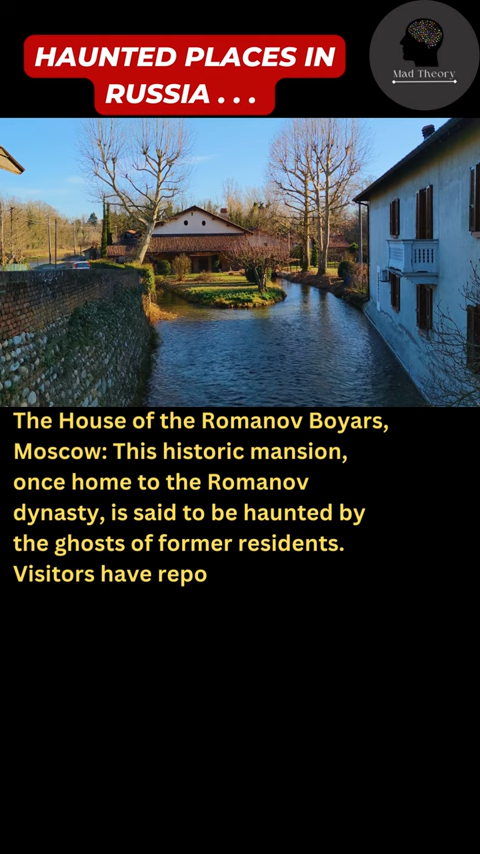 HAUNTED PLACES IN
RUSSIA . . .
Mad Theory
The House of the Romanov Boyars,
Moscow: This historic mansion,
once home to the Romanov
dynasty, is said to be haunted by
the ghosts of former residents.
Visitors have repo